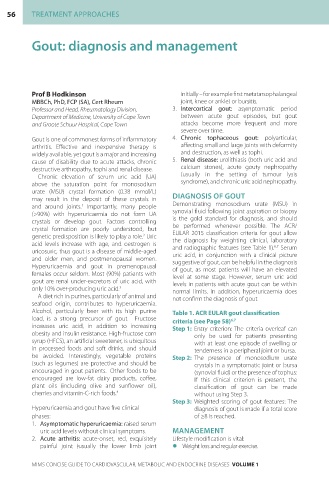 56 TREATMENT APPROACHES
Gout: diagnosis and management
Prof B Hodkinson
MBBCh, PhD, FCP (SA), Cert Rheum
Professor and Head, Rheumatology Division,
Department of Medicine, University of Cape Town
and Groote Schuur Hospital, Cape Town
Gout is one of commonest forms of inflammatory
arthritis. Effective and inexpensive therapy is
widely available, yet gout is a major and increasing
cause of disability due to acute attacks, chronic
destructive arthropathy, tophi and renal disease.
Chronic elevation of serum uric acid (UA)
above the saturation point for monosodium
urate (MSU) crystal formation (0.38 mmol/L)
may result in the deposit of these crystals in
and around joints. Importantly, many people
(>90%) with hyperuricaemia do not form UA
crystals or develop gout. Factors controlling
crystal formation are poorly understood, but
genetic predisposition is likely to play a role. Uric
acid levels increase with age, and oestrogen is
uricosuric, thus gout is a disease of middle-aged
and older men, and postmenopausal women.
Hyperuricaemia and gout in premenopausal
females occur seldom. Most (90%) patients with
gout are renal under-excretors of uric acid, with
only 10% over-producing uric acid.
A diet rich in purines, particularly of animal and
seafood origin, contributes to hyperuricaemia.
Alcohol, particularly beer with its high purine
load, is a strong precursor of gout. Fructose
increases uric acid, in addition to increasing
obesity and insulin resistance. High fructose corn
syrup (HFCS), an artificial sweetener, is ubiquitous
in processed foods and soft drinks, and should
be avoided. Interestingly, vegetable proteins
(such as legumes) are protective and should be
encouraged in gout patients. Other foods to be
encouraged are low-fat dairy products, coffee,
plant oils (including olive and sunflower oil),
cherries and vitamin-C-rich foods.
Hyperuricaemia and gout have five clinical
phases:
1. Asymptomatic hyperuricaemia: raised serum
uric acid levels without clinical symptoms
2. Acute arthritis: acute-onset, red, exquisitely
painful joint (usually the lower limb joint
initially – for example first metatarsophalangeal
joint, knee or ankle) or bursitis.
3. Intercortical gout: asymptomatic period
between acute gout episodes, but gout
attacks become more frequent and more
severe over time.
4. Chronic tophaceous gout: polyarticular,
affecting small and large joints with deformity
and destruction, as well as tophi.
5. Renal disease: urolithiasis (both uric acid and
calcium stones), acute gouty nephropathy
(usually in the setting of tumour lysis
syndrome), and chronic uric acid nephropathy.
DIAGNOSIS OF GOUT
Demonstrating monosodium urate (MSU) in
synovial fluid following joint aspiration or biopsy
is the gold standard for diagnosis, and should
be performed whenever possible. The ACR/
EULAR 2015 classification criteria for gout allow
the diagnosis by weighing clinical, laboratory
and radiographic features (see Table 1). Serum
uric acid, in conjunction with a clinical picture
suggestive of gout, can be helpful in the diagnosis
of gout, as most patients will have an elevated
level at some stage. However, serum uric acid
levels in patients with acute gout can be within
normal limits. In addition, hyperuricaemia does
not confirm the diagnosis of gout.
Table 1. ACR EULAR gout classification
criteria (see Page 58)
Step 1: Entry criterion: The criteria overleaf can
only be used for patients presenting
with at least one episode of swelling or
tenderness in a peripheral joint or bursa.
Step 2: The presence of monosodium urate
crystals in a symptomatic joint or bursa
(synovial fluid) or the presence of tophus:
If this clinical criterion is present, the
classification of gout can be made
without using Step 3.
Step 3: Weighted scoring of gout features: The
diagnosis of gout is made if a total score
of ≥8 is reached.
MANAGEMENT
Lifestyle modification is vital:
• Weight loss and regular exercise.
MIMS CONCISE GUIDE TO CARDIOVASCULAR, METABOLIC AND ENDOCRINE DISEASES VOLUME 1